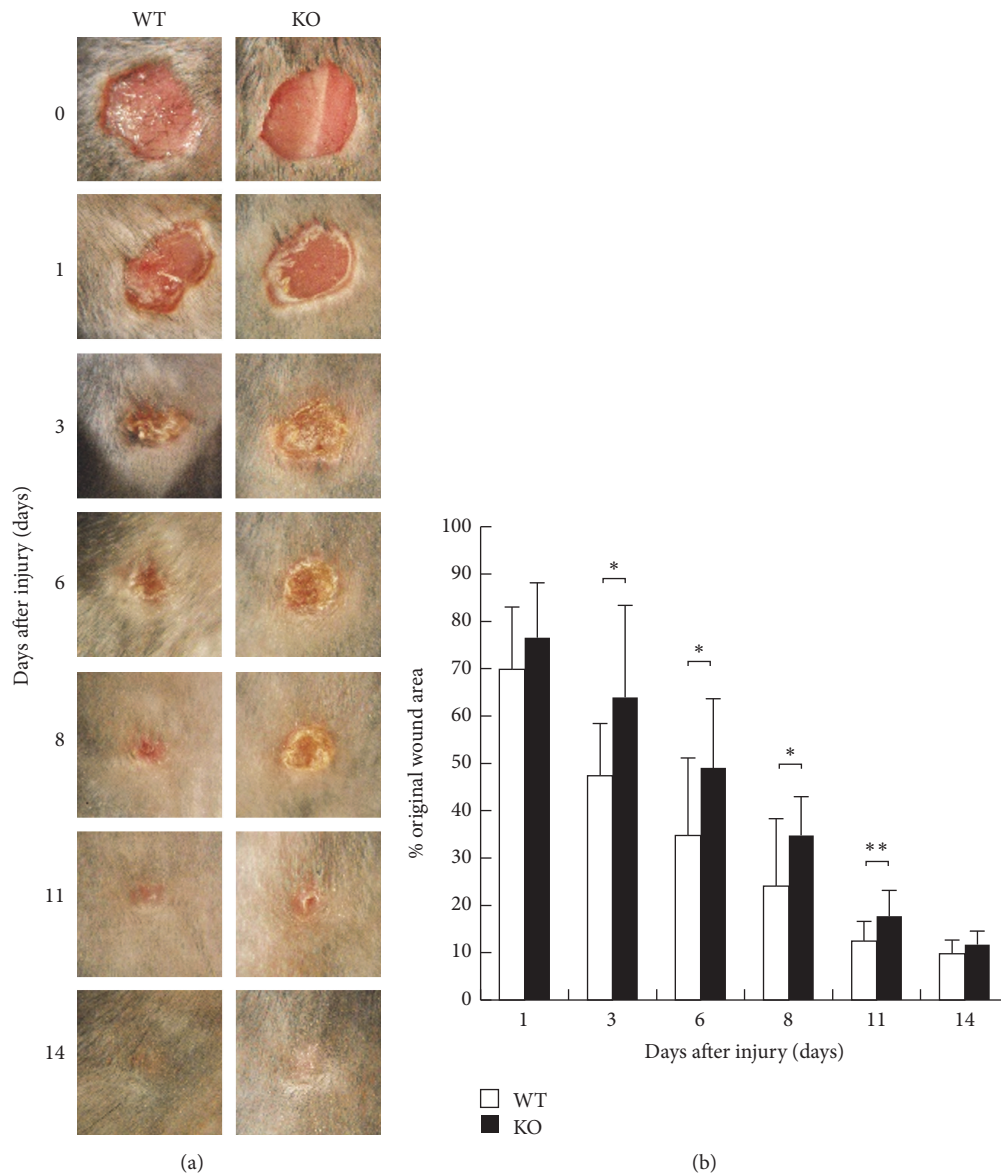 WT KO
0
1
3
6
8
11
14
Days after injury (days)
(a)
100
90
80
70
60
50
40
30
20
10
0
% original wound area
* * * **
1 3 6 8 11 14
Days after injury (days)
WT
KO
(b)